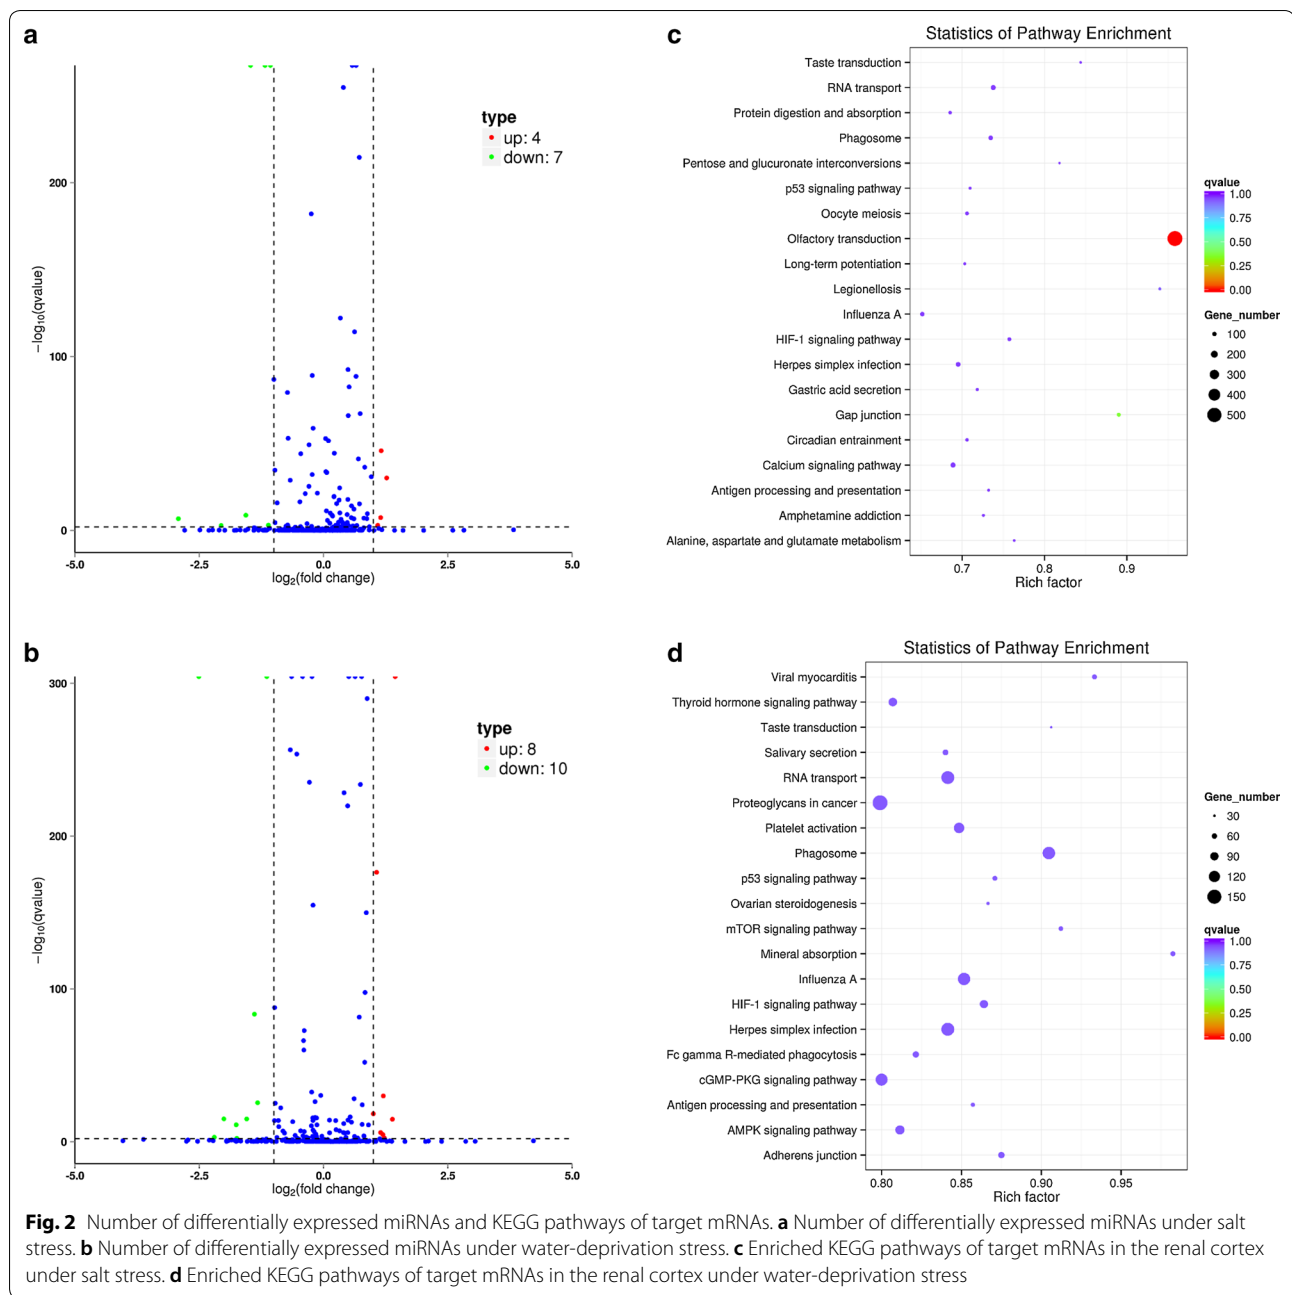 a
200
100
0
-5.0
-2.5
0.0
2.5
5.0
log2(fold change)
−log10(qvalue)
type
up: 4
down: 7
c
Statistics of Pathway Enrichment
Taste transduction
RNA transport
Protein digestion and absorption
Phagosome
Pentose and glucuronate interconversions
p53 signaling pathway
Oocyte meiosis
Olfactory transduction
Long-term potentiation
Legionellosis
Influenza A
HIF-1 signaling pathway
Herpes simplex infection
Gastric acid secretion
Gap junction
Circadian entrainment
Calcium signaling pathway
Antigen processing and presentation
Amphetamine addiction
Alanine, aspartate and glutamate metabolism
0.7
0.8
0.9
Rich factor
qvalue
1.00
0.75
0.50
0.25
0.00
Gene_number
100
200
300
400
500
b
300
200
100
0
-5.0
-2.5
0.0
2.5
5.0
log2(fold change)
−log10(qvalue)
type
up: 8
down: 10
d
Statistics of Pathway Enrichment
Viral myocarditis
Thyroid hormone signaling pathway
Taste transduction
Salivary secretion
RNA transport
Proteoglycans in cancer
Platelet activation
Phagosome
p53 signaling pathway
Ovarian steroidogenesis
mTOR signaling pathway
Mineral absorption
Influenza A
HIF-1 signaling pathway
Herpes simplex infection
Fc gamma R-mediated phagocytosis
cGMP-PKG signaling pathway
Antigen processing and presentation
AMPK signaling pathway
Adherens junction
0.80
0.85
0.90
0.95
Rich factor
Gene_number
30
60
90
120
150
qvalue
1.00
0.75
0.50
0.25
0.00
Fig. 2 Number of differentially expressed miRNAs and KEGG pathways of target mRNAs. a Number of differentially expressed miRNAs under salt
stress. b Number of differentially expressed miRNAs under water-deprivation stress. c Enriched KEGG pathways of target mRNAs in the renal cortex
under salt stress. d Enriched KEGG pathways of target mRNAs in the renal cortex under water-deprivation stress